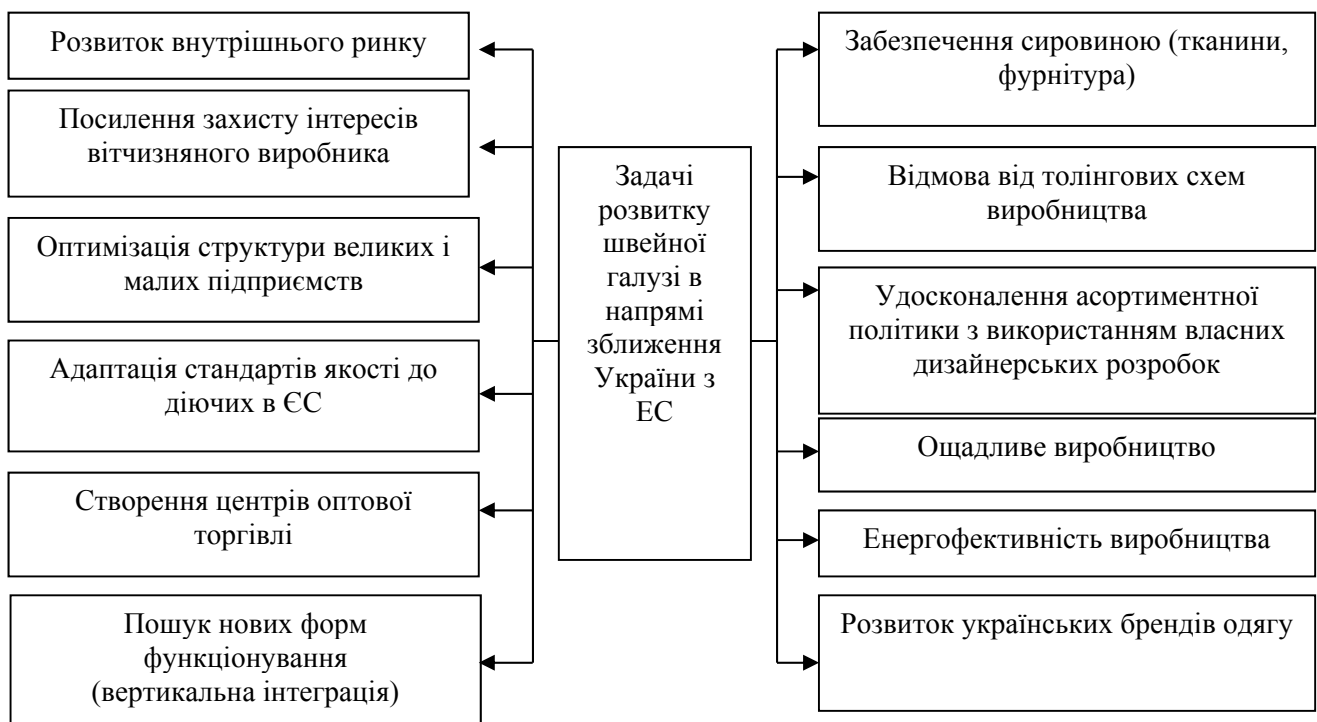 Розвиток внутрішнього ринку
Посилення захисту інтересів
вітчизняного виробника
Оптимізація структури великих і
малих підприємств
Адаптація стандартів якості до
діючих в ЄС
Створення центрів оптової
торгівлі
Пошук нових форм
функціонування
(вертикальна інтеграція)
Задачі
розвитку
швейної
галузі в
напрямі
зближення
України з
ЕС
Забезпечення сировиною (тканини,
фурнітура)
Відмова від толінгових схем
виробництва
Удосконалення асортиментної
політики з використанням власних
дизайнерських розробок
Ощадливе виробництво
Енергофективність виробництва
Розвиток українських брендів одягу